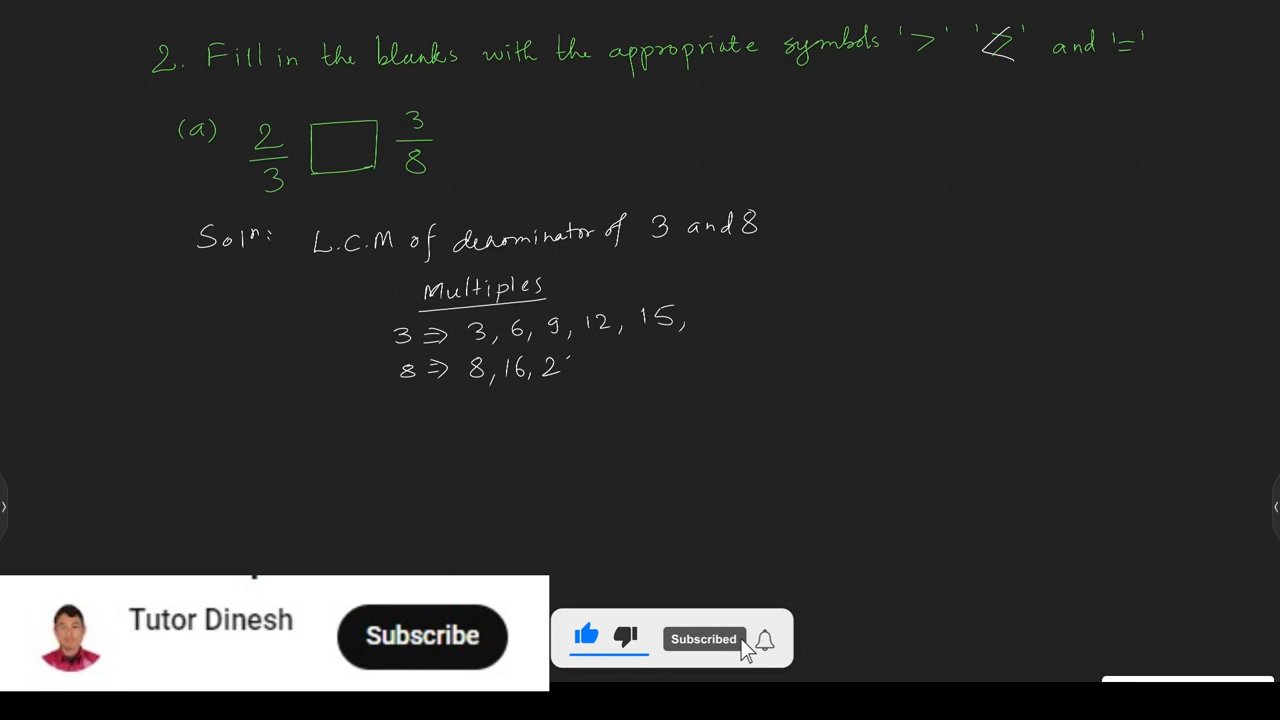 2. Fill in the blanks with the appropriate symbols '>' '<' and '='
(a) 2/3 □ 3/8
Solⁿ: L.C.M of denominator of 3 and 8
Multiples
3 ⇒ 3, 6, 9, 12, 15,
8 ⇒ 8, 16, 2
Tutor Dinesh
Subscribe
Subscribed